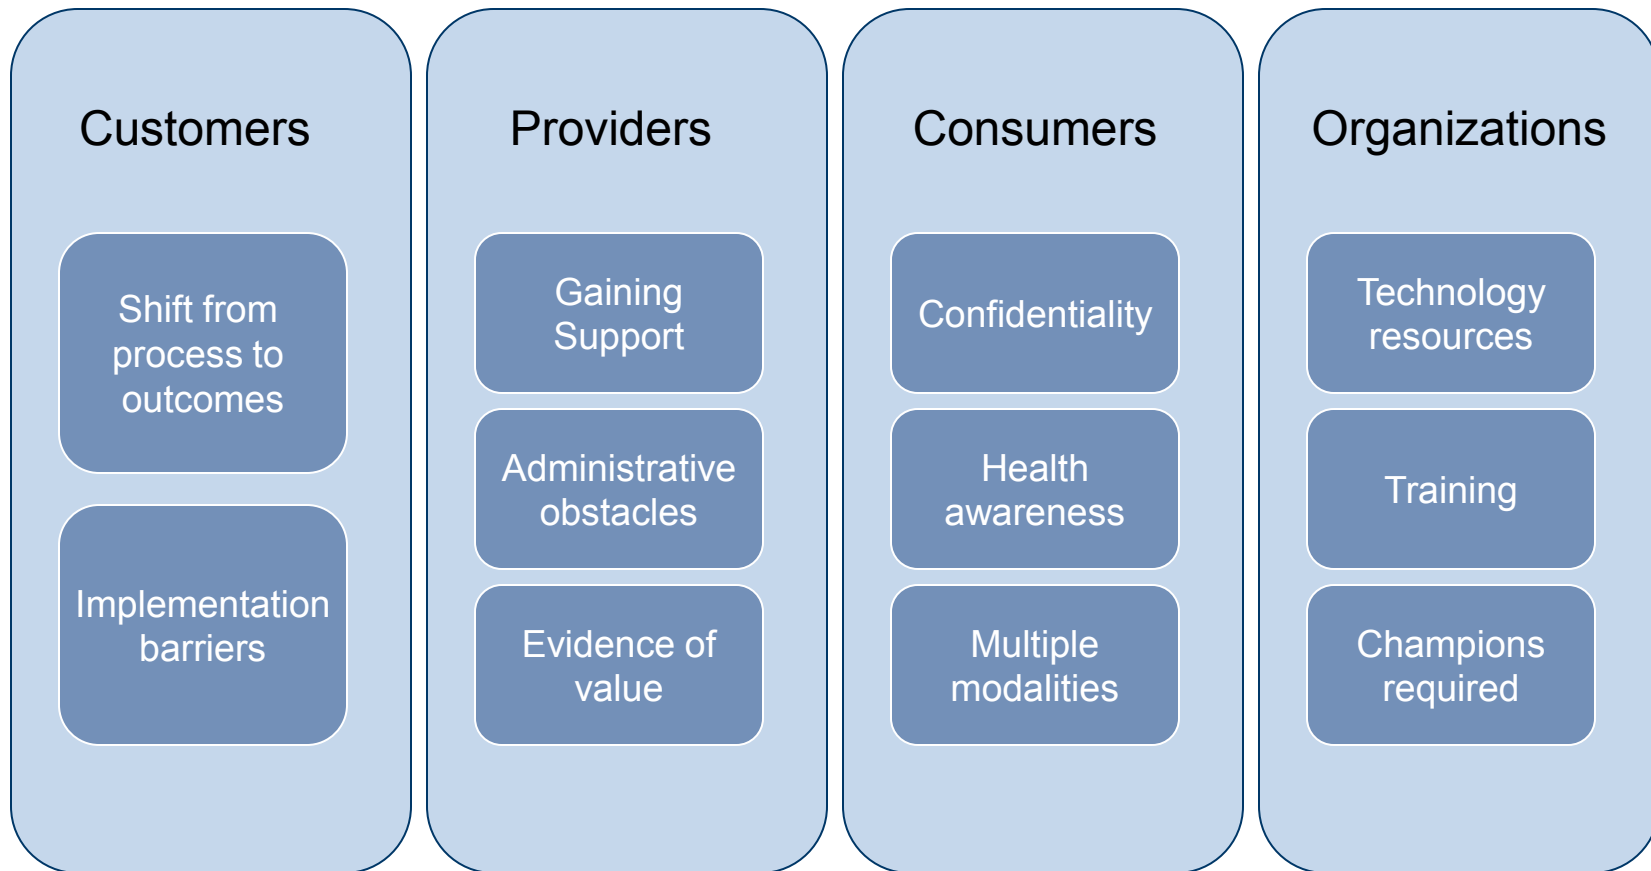 Customers
Shift from
process to
outcomes
Implementation
barriers
Providers
Gaining
Support
Administrative
obstacles
Evidence of
value
Consumers
Confidentiality
Health
awareness
Multiple
modalities
Organizations
Technology
resources
Training
Champions
required